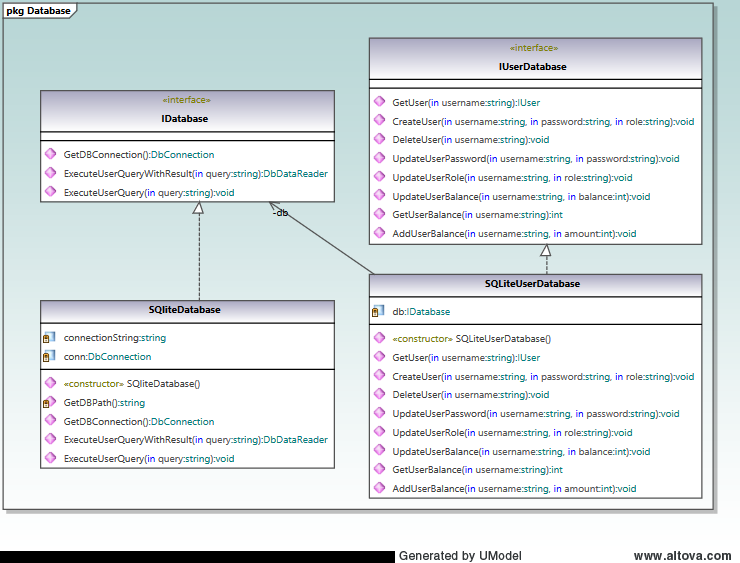 pkg Database
«interface»
IDatabase
GetDBConnection():DbConnection
ExecuteUserQueryWithResult(in query:string):DbDataReader
ExecuteUserQuery(in query:string):void
«interface»
IUserDatabase
GetUser(in username:string):IUser
CreateUser(in username:string, in password:string, in role:string):void
DeleteUser(in username:string):void
UpdateUserPassword(in username:string, in password:string):void
UpdateUserRole(in username:string, in role:string):void
UpdateUserBalance(in username:string, in balance:int):void
GetUserBalance(in username:string):int
AddUserBalance(in username:string, in amount:int):void
-db
SQliteDatabase
connectionString:string
conn:DbConnection
«constructor» SQliteDatabase()
GetDBPath():string
GetDBConnection():DbConnection
ExecuteUserQueryWithResult(in query:string):DbDataReader
ExecuteUserQuery(in query:string):void
SQLiteUserDatabase
db:IDatabase
«constructor» SQLiteUserDatabase()
GetUser(in username:string):IUser
CreateUser(in username:string, in password:string, in role:string):void
DeleteUser(in username:string):void
UpdateUserPassword(in username:string, in password:string):void
UpdateUserRole(in username:string, in role:string):void
UpdateUserBalance(in username:string, in balance:int):void
GetUserBalance(in username:string):int
AddUserBalance(in username:string, in amount:int):void
Generated by UModel
www.altova.com